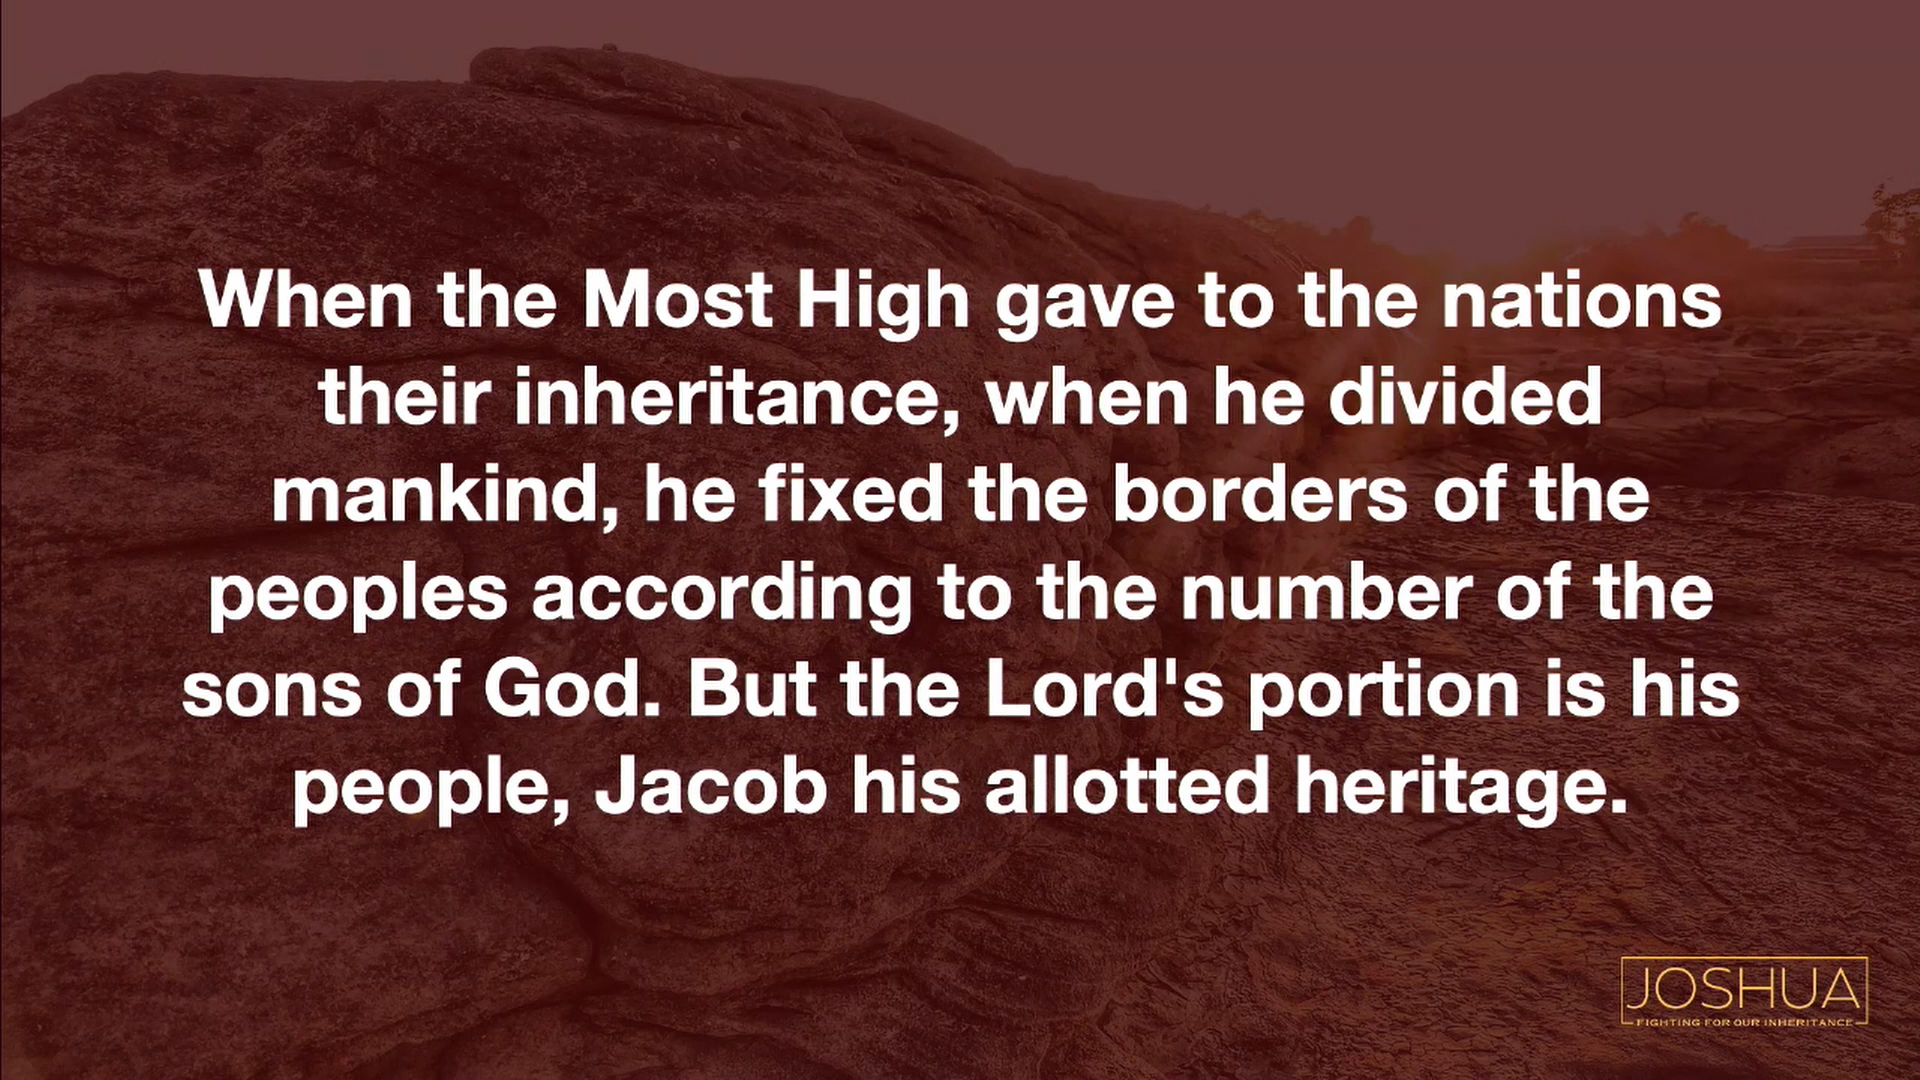 When the Most High gave to the nations
their inheritance, when he divided
mankind, he fixed the borders of the
peoples according to the number of the
sons of God. But the Lord's portion is his
people, Jacob his allotted heritage.
JOSHUA
FIGHTING FOR OUR INHERITANCE